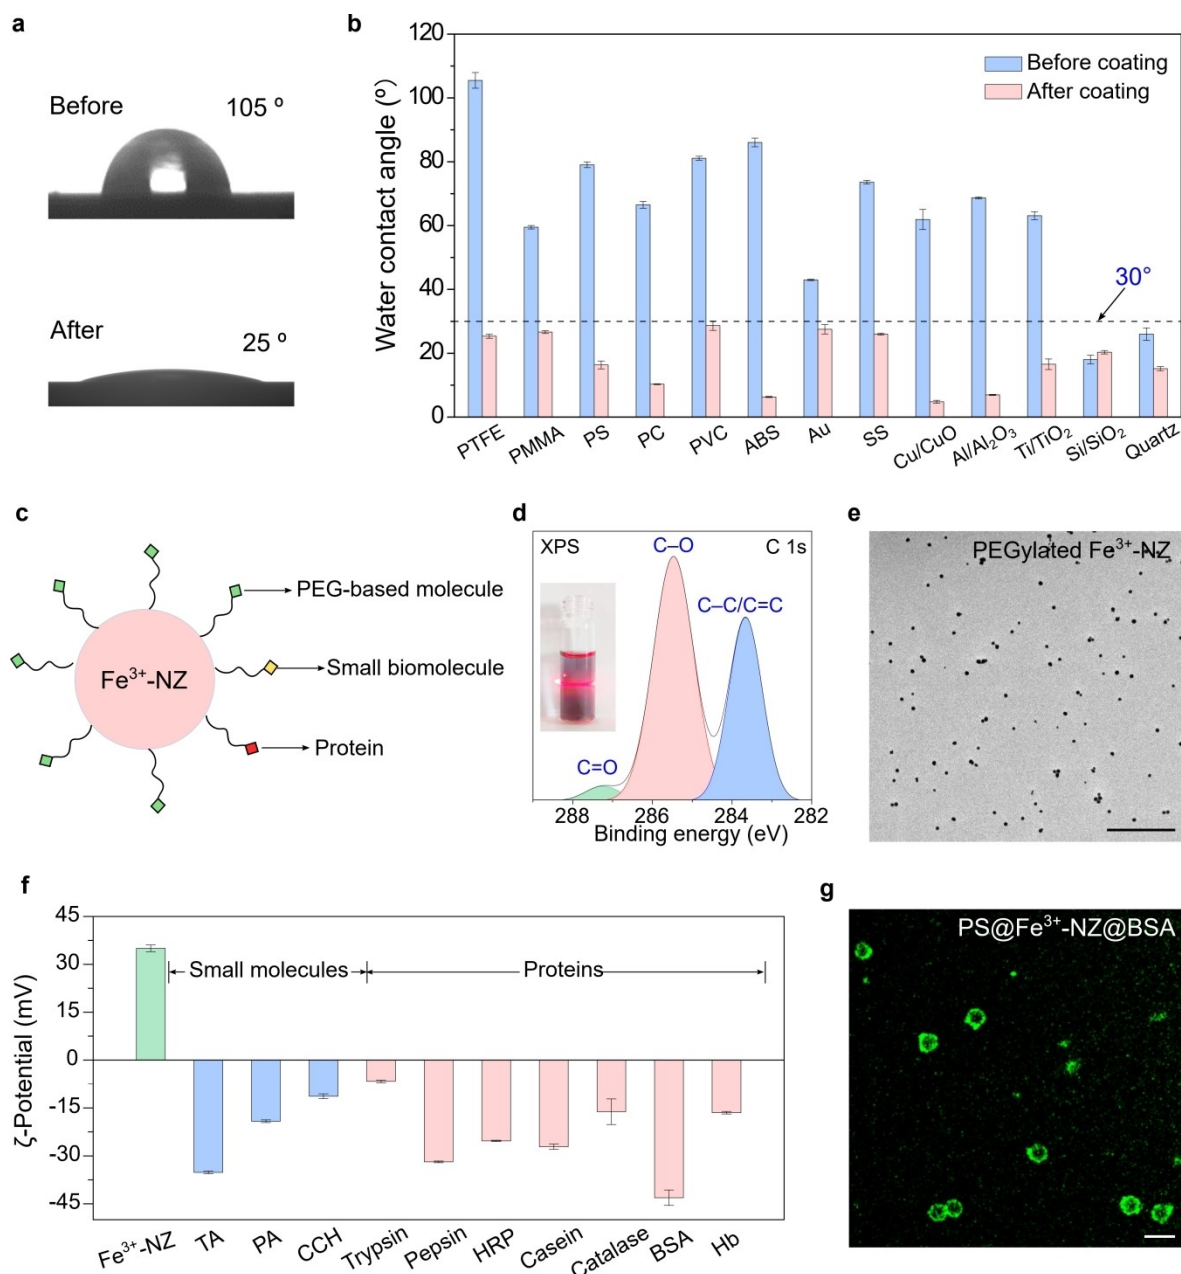 a
Before
105 º
After
25 º
b
Water contact angle (º)
120
100
80
60
40
20
0
Before coating
After coating
30°
PTFE
PMMA
PS
PC
PVC
ABS
Au
SS
Cu/CuO
Al/Al₂O₃
Ti/TiO₂
Si/SiO₂
Quartz
c
Fe³⁺-NZ
PEG-based molecule
Small biomolecule
Protein
d
XPS
C 1s
C–O
C–C/C=C
C=O
288 286 284 282
Binding energy (eV)
e
PEGylated Fe³⁺-NZ
f
ζ-Potential (mV)
45
30
15
0
-15
-30
-45
Small molecules
Proteins
Fe³⁺-NZ
TA
PA
CCH
Trypsin
Pepsin
HRP
Casein
Catalase
BSA
Hb
g
PS@Fe³⁺-NZ@BSA